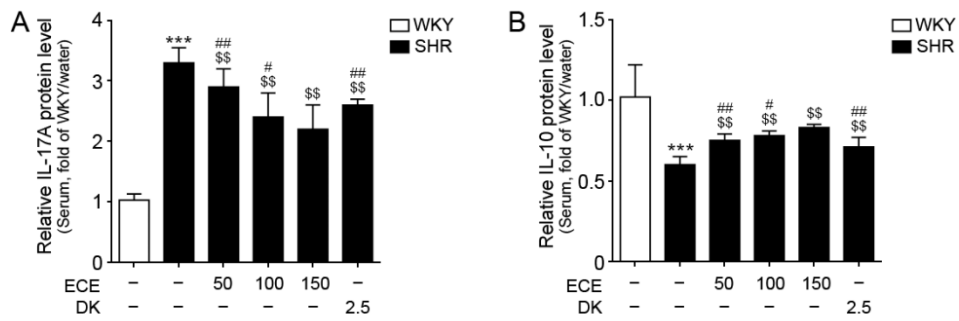 A
Relative IL-17A protein level
(Serum, fold of WKY/water)
4
3
2
1
0
***
##
$$
#
$$
$$
##
$$
WKY
SHR
ECE – – 50 100 150 –
DK – – – – – 2.5
B
Relative IL-10 protein level
(Serum, fold of WKY/water)
1.5
1.0
0.5
0
***
##
$$
#
$$
$$
##
$$
WKY
SHR
ECE – – 50 100 150 –
DK – – – – – 2.5